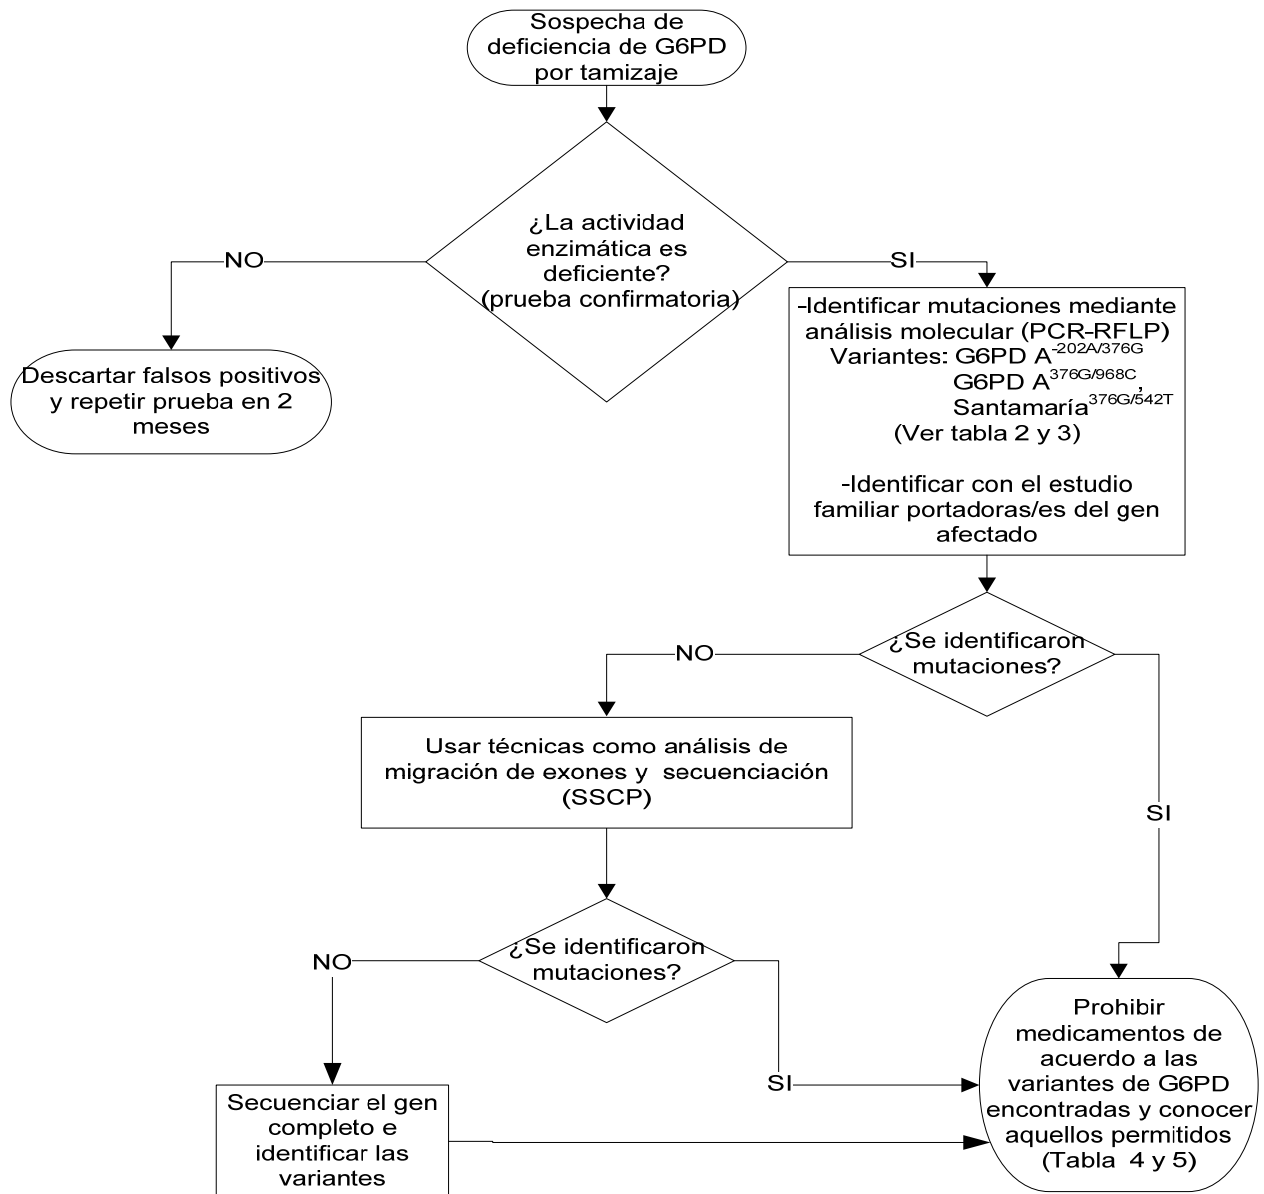 Sospecha de
deficiencia de G6PD
por tamizaje
¿La actividad
enzimática es
deficiente?
(prueba confirmatoria)
NO
SI
Descartar falsos positivos
y repetir prueba en 2
meses
-Identificar mutaciones mediante
análisis molecular (PCR-RFLP)
Variantes: G6PD A-202A/376G
G6PD A376G/968C,
Santamaría376G/542T
(Ver tabla 2 y 3)
-Identificar con el estudio
familiar portadoras/es del gen
afectado
¿Se identificaron
mutaciones?
NO
SI
Usar técnicas como análisis de
migración de exones y secuenciación
(SSCP)
¿Se identificaron
mutaciones?
NO
SI
Secuenciar el gen
completo e
identificar las
variantes
Prohibir
medicamentos de
acuerdo a las
variantes de G6PD
encontradas y conocer
aquellos permitidos
(Tabla 4 y 5)